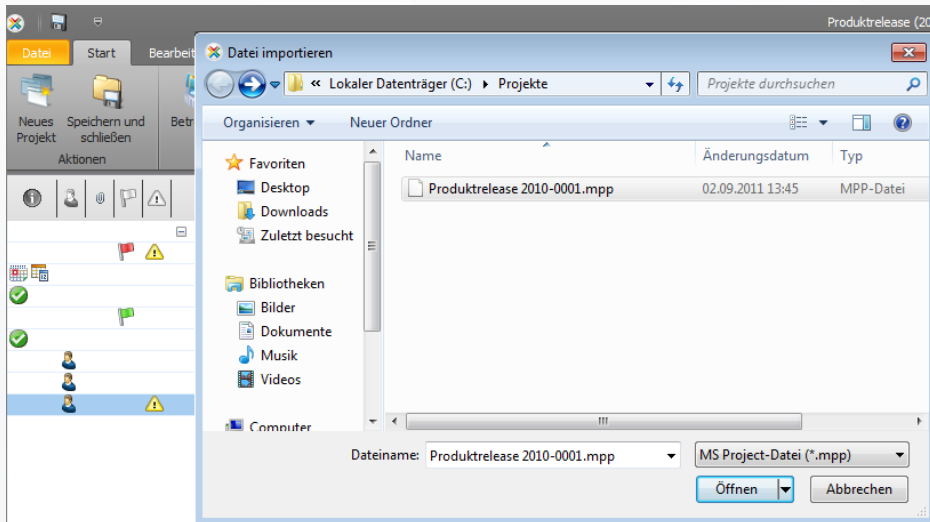 Produktrelease (20
Datei Start Bearbeit
Datei importieren
« Lokaler Datenträger (C:) Projekte
Projekte durchsuchen
Neues Projekt
Speichern und schließen
Betr
Aktionen
Organisieren Neuer Ordner
Name Änderungsdatum Typ
Produktrelease 2010-0001.mpp 02.09.2011 13:45 MPP-Datei
Favoriten
Desktop
Downloads
Zuletzt besucht
Bibliotheken
Bilder
Dokumente
Musik
Videos
Computer
Dateiname: Produktrelease 2010-0001.mpp
MS Project-Datei (*.mpp)
Öffnen Abbrechen